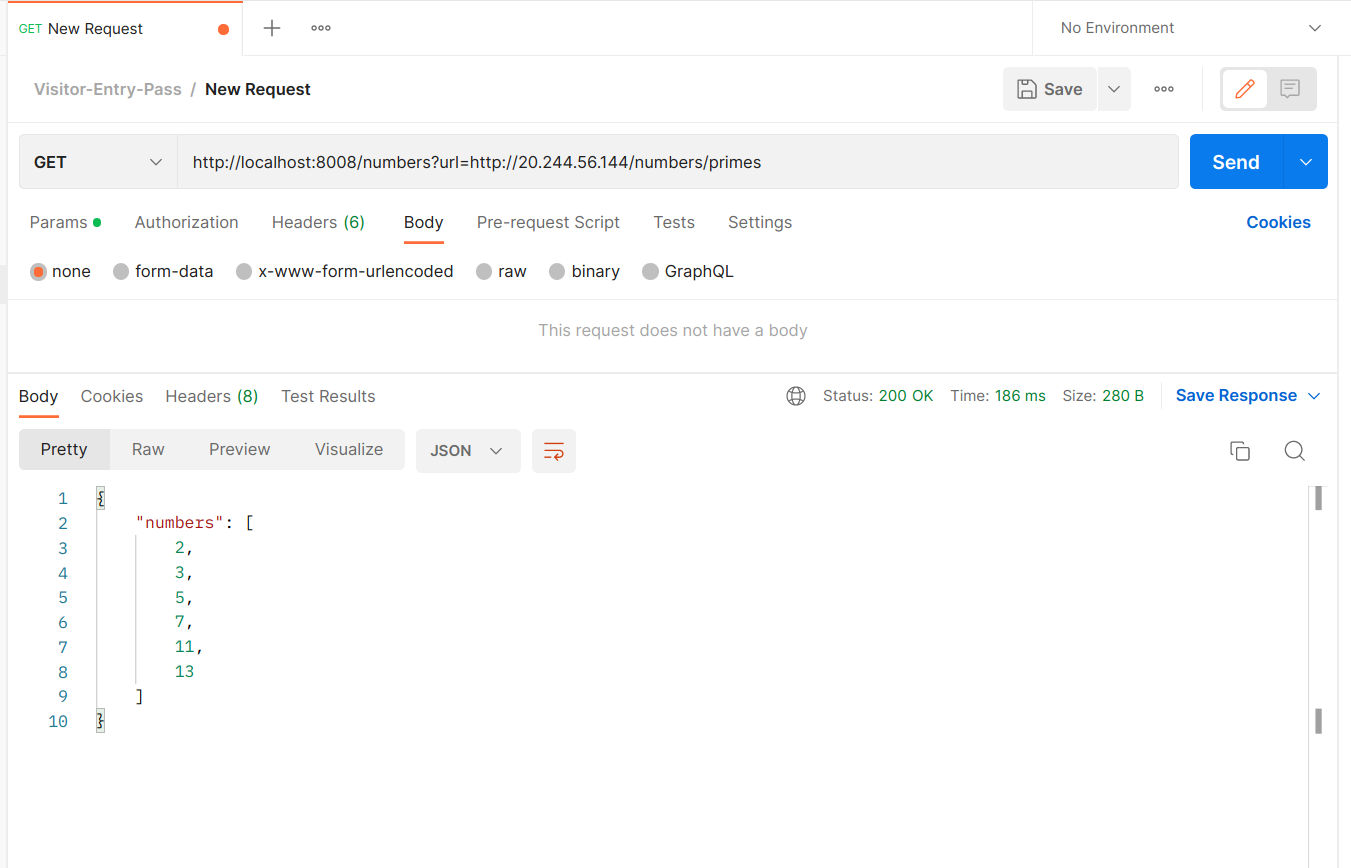 GET New Request
No Environment
Visitor-Entry-Pass / New Request
Save
GET
http://localhost:8008/numbers?url=http://20.244.56.144/numbers/primes
Send
Params
Authorization
Headers (6)
Body
Pre-request Script
Tests
Settings
Cookies
none
form-data
x-www-form-urlencoded
raw
binary
GraphQL
This request does not have a body
Body
Cookies
Headers (8)
Test Results
Status: 200 OK
Time: 186 ms
Size: 280 B
Save Response
Pretty
Raw
Preview
Visualize
JSON
1 {
2 "numbers": [
3 2,
4 3,
5 5,
6 7,
7 11,
8 13
9 ]
10 }